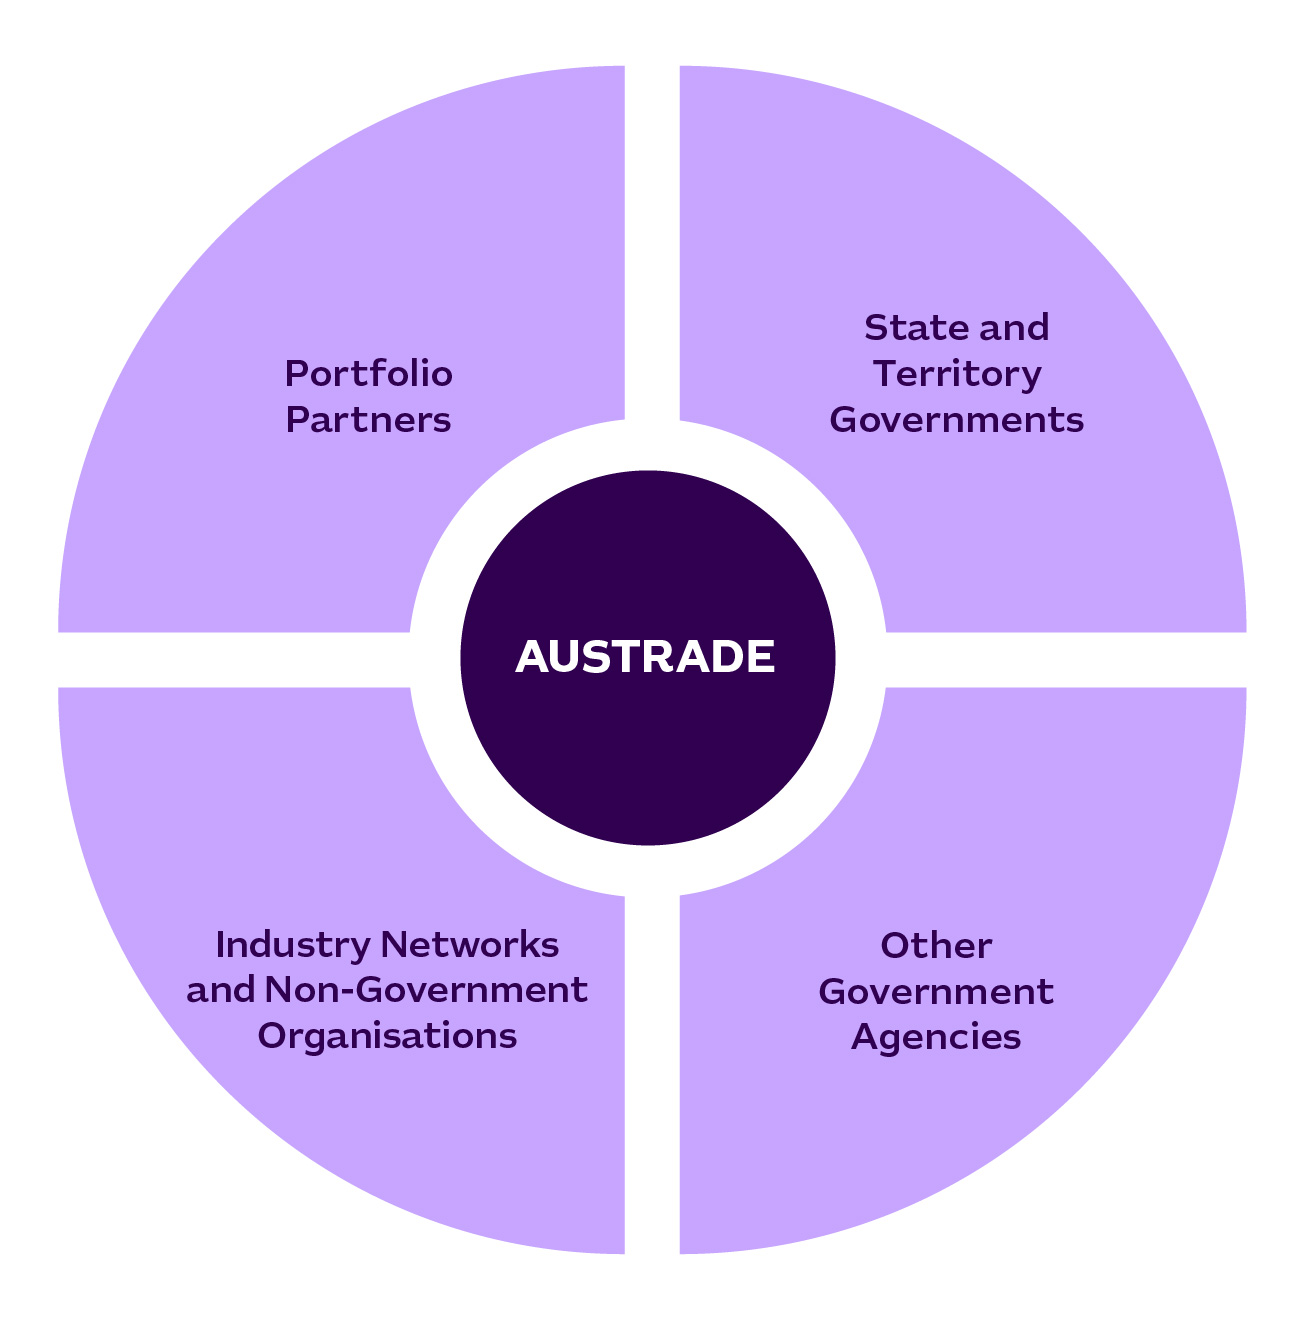 Portfolio
Partners
State and
Territory
Governments
AUSTRADE
Industry Networks
and Non-Government
Organisations
Other
Government
Agencies